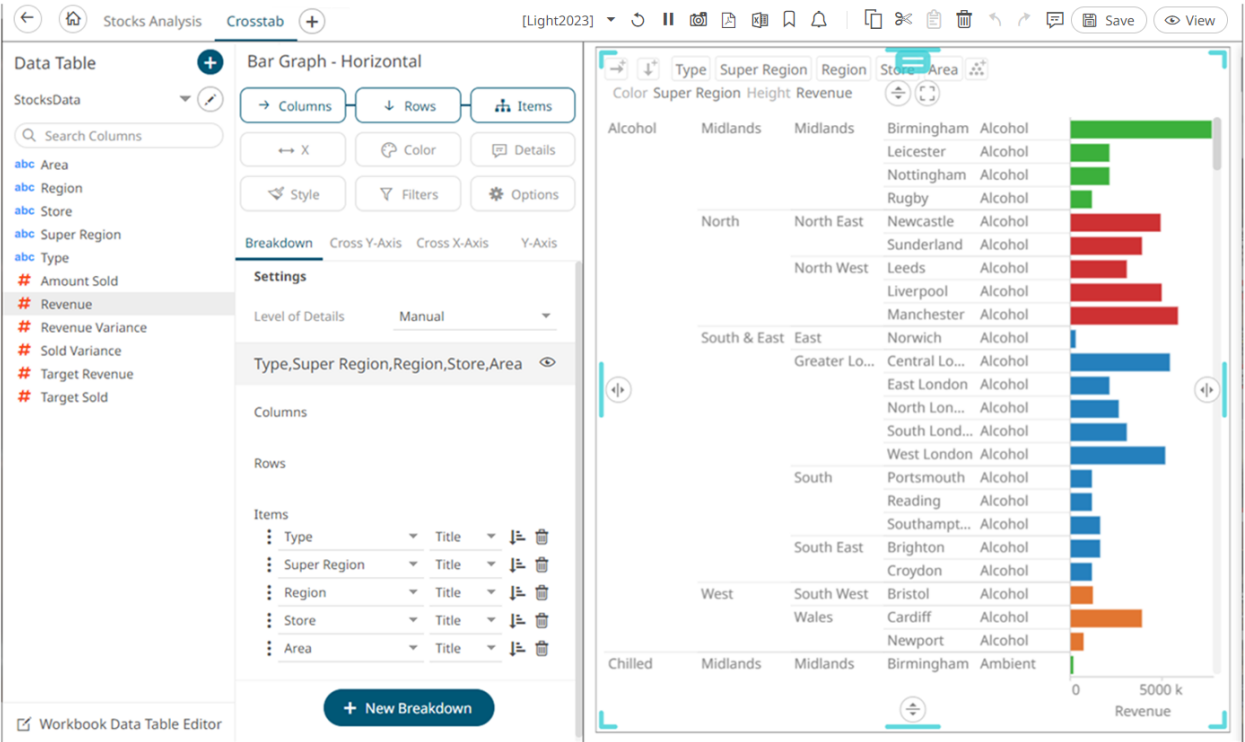 Stocks Analysis Crosstab [Light2023] Save View
Data Table
StocksData
Search Columns
abc Area
abc Region
abc Store
abc Super Region
abc Type
# Amount Sold
# Revenue
# Revenue Variance
# Sold Variance
# Target Revenue
# Target Sold
Workbook Data Table Editor
Bar Graph - Horizontal
Columns Rows Items
X Color Details
Style Filters Options
Breakdown Cross Y-Axis Cross X-Axis Y-Axis
Settings
Level of Details Manual
Type,Super Region,Region,Store,Area
Columns
Rows
Items
Type Title
Super Region Title
Region Title
Store Title
Area Title
+ New Breakdown
Type Super Region Region Store Area
Color Super Region Height Revenue
Alcohol Midlands Midlands Birmingham Alcohol
Leicester Alcohol
Nottingham Alcohol
Rugby Alcohol
North North East Newcastle Alcohol
Sunderland Alcohol
North West Leeds Alcohol
Liverpool Alcohol
Manchester Alcohol
South & East East Norwich Alcohol
Greater Lo... Central Lo... Alcohol
East London Alcohol
North Lon... Alcohol
South Lond... Alcohol
West London Alcohol
South Portsmouth Alcohol
Reading Alcohol
Southampt... Alcohol
South East Brighton Alcohol
Croydon Alcohol
West South West Bristol Alcohol
Wales Cardiff Alcohol
Newport Alcohol
Chilled Midlands Midlands Birmingham Ambient
0 5000 k
Revenue